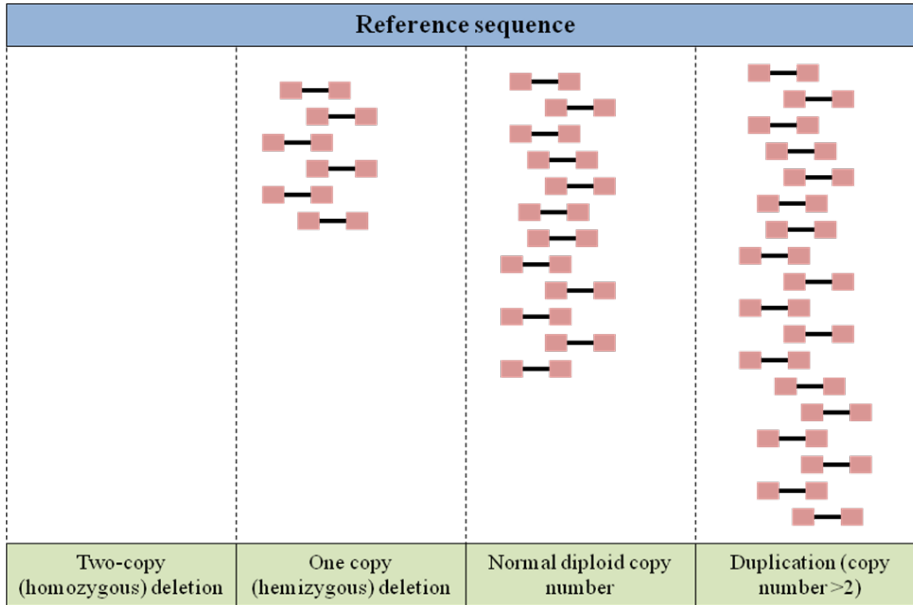 Reference sequence
Two-copy
(homozygous) deletion
One copy
(hemizygous) deletion
Normal diploid copy
number
Duplication (copy
number >2)